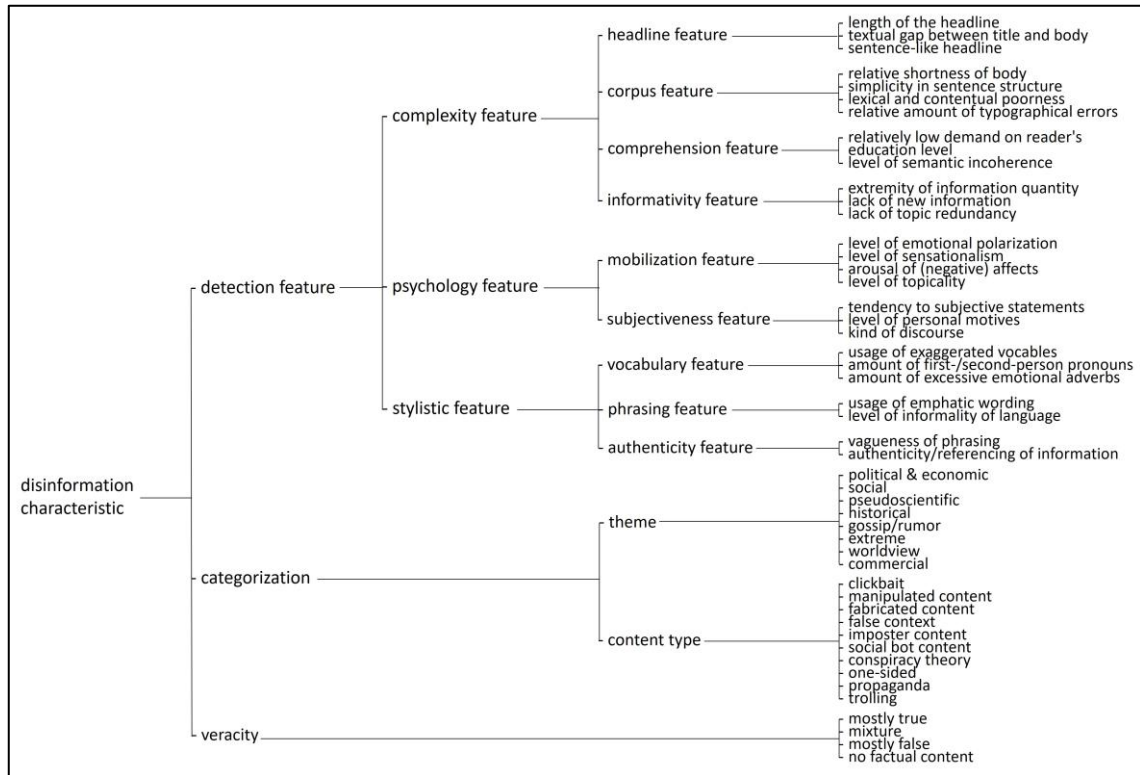 headline feature
length of the headline
textual gap between title and body
sentence-like headline
corpus feature
relative shortness of body
simplicity in sentence structure
lexical and contentual poorness
relative amount of typographical errors
complexity feature
comprehension feature
relatively low demand on reader's
education level
level of semantic incoherence
informativity feature
extremity of information quantity
lack of new information
lack of topic redundancy
detection feature
psychology feature
mobilization feature
level of emotional polarization
level of sensationalism
arousal of (negative) affects
level of topicality
subjectiveness feature
tendency to subjective statements
level of personal motives
kind of discourse
stylistic feature
vocabulary feature
usage of exaggerated vocables
amount of first-/second-person pronouns
amount of excessive emotional adverbs
phrasing feature
usage of emphatic wording
level of informality of language
authenticity feature
vagueness of phrasing
authenticity/referencing of information
disinformation
characteristic
categorization
theme
political & economic
social
pseudoscientific
historical
gossip/rumor
extreme
worldview
commercial
content type
clickbait
manipulated content
fabricated content
false context
imposter content
social bot content
conspiracy theory
one-sided
propaganda
trolling
veracity
mostly true
mixture
mostly false
no factual content